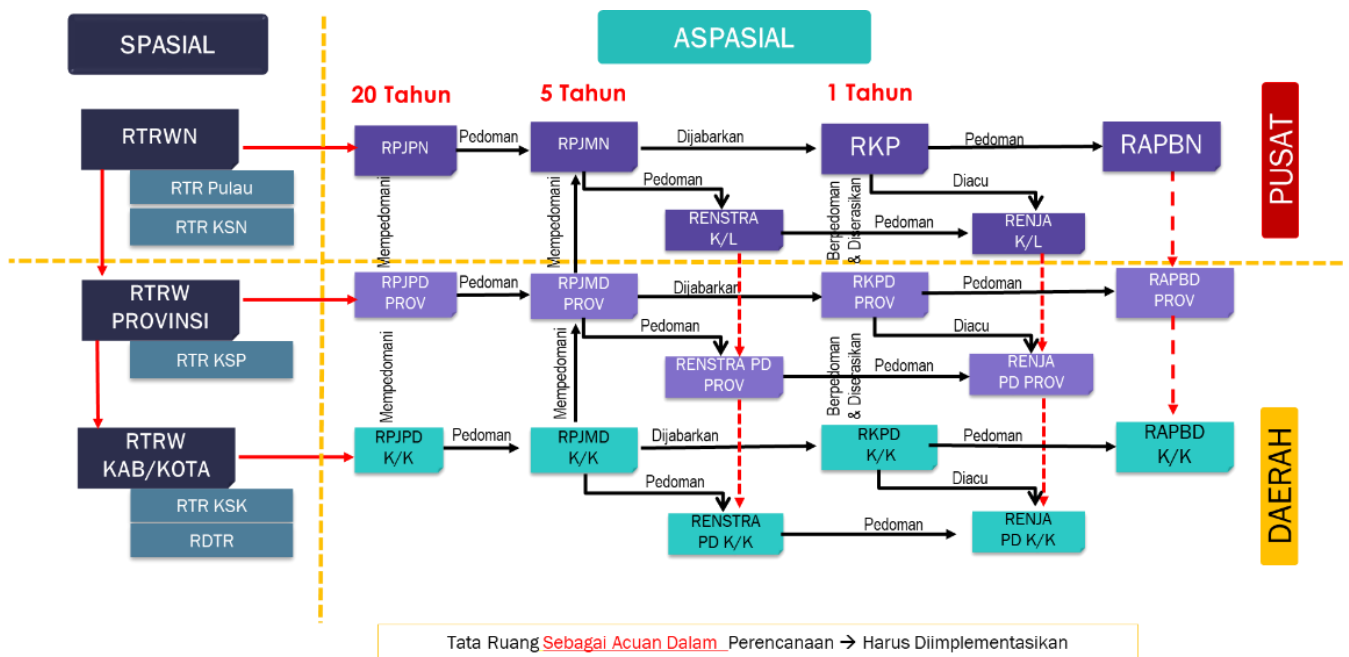 SPASIAL
ASPASIAL
20 Tahun
5 Tahun
1 Tahun
PUSAT
RTRWN
RPJPN
Pedoman
RPJMN
Dijabarkan
RKP
Pedoman
RAPBN
RTR Pulau
RTR KSN
Mempedomani
Mempedomani
Pedoman
RENSTRA
K/L
Pedoman
Berpedoman
& Diserasikan
Diacu
RENJA
K/L
RTRW
PROVINSI
RPJPD
PROV
Pedoman
RPJMD
PROV
Dijabarkan
RKPD
PROV
Pedoman
RAPBD
PROV
RTR KSP
Mempedomani
Mempedomani
Pedoman
RENSTRA PD
PROV
Pedoman
Berpedoman
& Diserasikan
Diacu
RENJA
PD PROV
DAERAH
RTRW
KAB/KOTA
RPJPD
K/K
Pedoman
RPJMD
K/K
Dijabarkan
RKPD
K/K
Pedoman
RAPBD
K/K
RTR KSK
RDTR
Pedoman
RENSTRA
PD K/K
Pedoman
Diacu
RENJA
PD K/K
Tata Ruang Sebagai Acuan Dalam Perencanaan → Harus Diimplementasikan